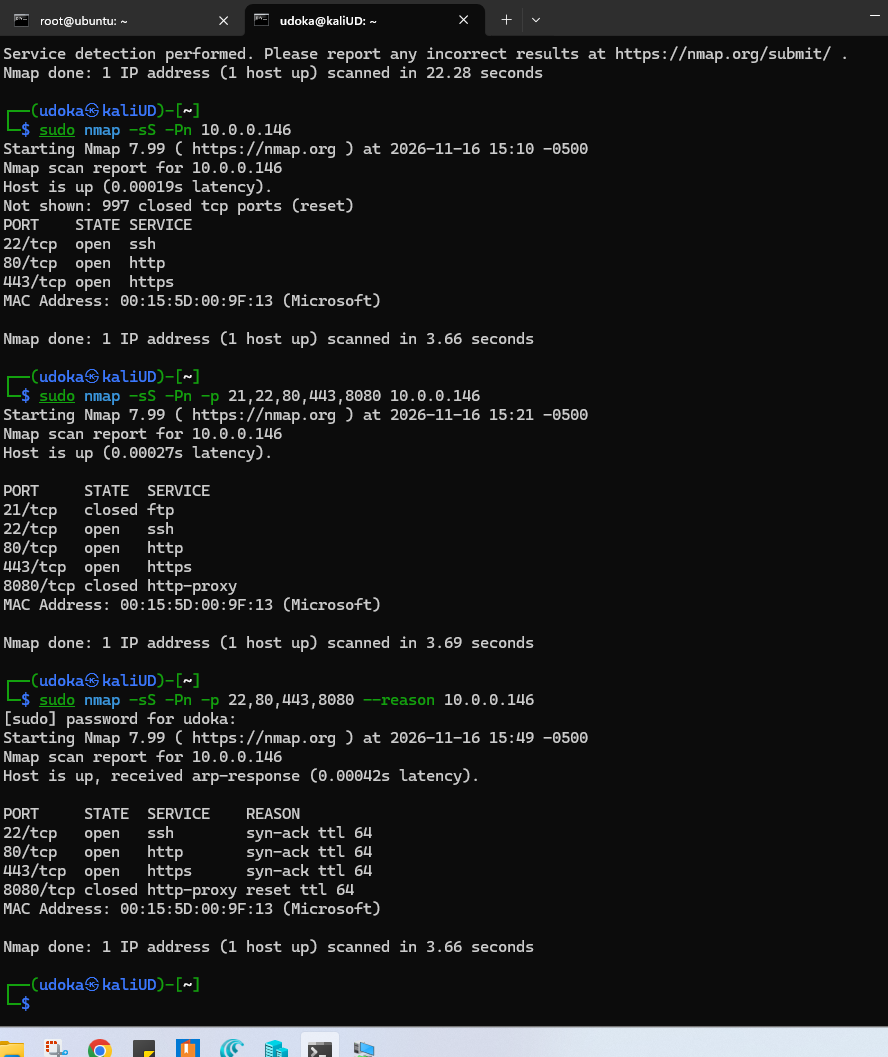 root@ubuntu: ~
udoka@kaliUD: ~
Service detection performed. Please report any incorrect results at https://nmap.org/submit/ .
Nmap done: 1 IP address (1 host up) scanned in 22.28 seconds
┌──(udoka㉿kaliUD)-[~]
└─$ sudo nmap -sS -Pn 10.0.0.146
Starting Nmap 7.99 ( https://nmap.org ) at 2026-11-16 15:10 -0500
Nmap scan report for 10.0.0.146
Host is up (0.00019s latency).
Not shown: 997 closed tcp ports (reset)
PORT    STATE SERVICE
22/tcp  open  ssh
80/tcp  open  http
443/tcp open  https
MAC Address: 00:15:5D:00:9F:13 (Microsoft)
Nmap done: 1 IP address (1 host up) scanned in 3.66 seconds
┌──(udoka㉿kaliUD)-[~]
└─$ sudo nmap -sS -Pn -p 21,22,80,443,8080 10.0.0.146
Starting Nmap 7.99 ( https://nmap.org ) at 2026-11-16 15:21 -0500
Nmap scan report for 10.0.0.146
Host is up (0.00027s latency).
PORT     STATE  SERVICE
21/tcp   closed ftp
22/tcp   open   ssh
80/tcp   open   http
443/tcp  open   https
8080/tcp closed http-proxy
MAC Address: 00:15:5D:00:9F:13 (Microsoft)
Nmap done: 1 IP address (1 host up) scanned in 3.69 seconds
┌──(udoka㉿kaliUD)-[~]
└─$ sudo nmap -sS -Pn -p 22,80,443,8080 --reason 10.0.0.146
[sudo] password for udoka:
Starting Nmap 7.99 ( https://nmap.org ) at 2026-11-16 15:49 -0500
Nmap scan report for 10.0.0.146
Host is up, received arp-response (0.00042s latency).
PORT     STATE  SERVICE    REASON
22/tcp   open   ssh        syn-ack ttl 64
80/tcp   open   http       syn-ack ttl 64
443/tcp  open   https      syn-ack ttl 64
8080/tcp closed http-proxy reset ttl 64
MAC Address: 00:15:5D:00:9F:13 (Microsoft)
Nmap done: 1 IP address (1 host up) scanned in 3.66 seconds
┌──(udoka㉿kaliUD)-[~]
└─$